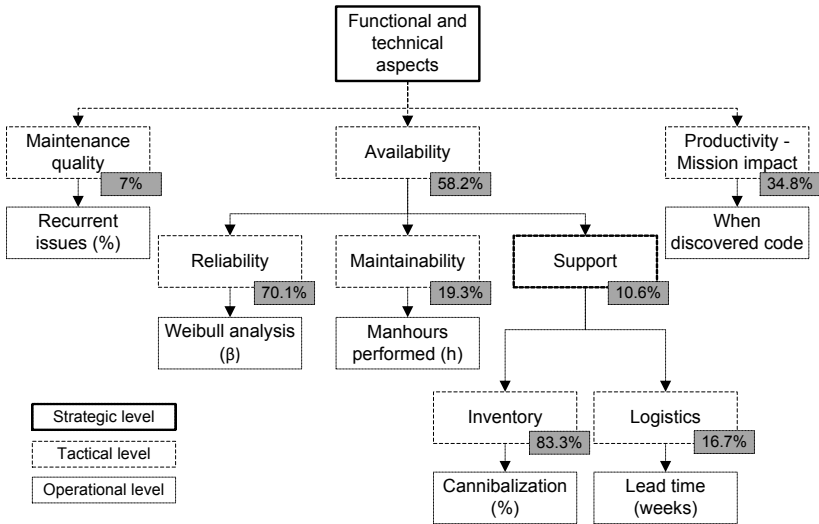 Functional and
technical
aspects
Maintenance
quality
7%
Availability
58.2%
Productivity -
Mission impact
34.8%
Recurrent
issues (%)
When
discovered code
Reliability
70.1%
Maintainability
19.3%
Support
10.6%
Weibull analysis
(β)
Manhours
performed (h)
Inventory
83.3%
Logistics
16.7%
Cannibalization
(%)
Lead time
(weeks)
Strategic level
Tactical level
Operational level